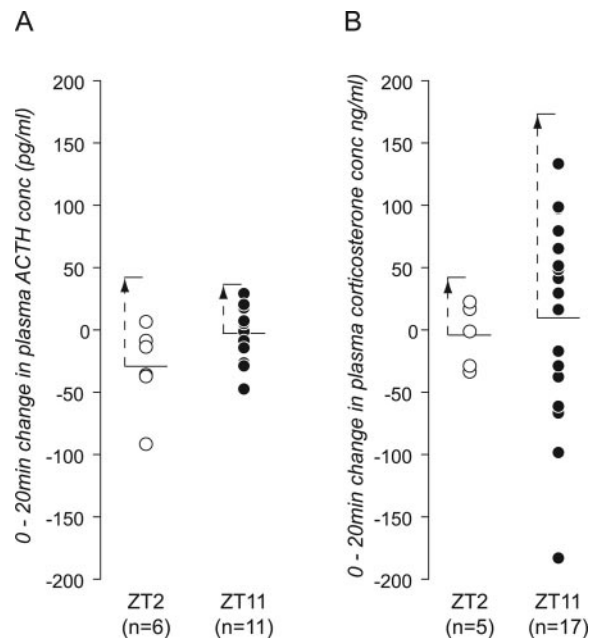 A
B
0 - 20min change in plasma ACTH conc (pg/ml)
200
150
100
50
0
-50
-100
-150
-200
ZT2
(n=6)
ZT11
(n=11)
0 - 20min change in plasma corticosterone conc ng/ml)
200
150
100
50
0
-50
-100
-150
-200
ZT2
(n=5)
ZT11
(n=17)